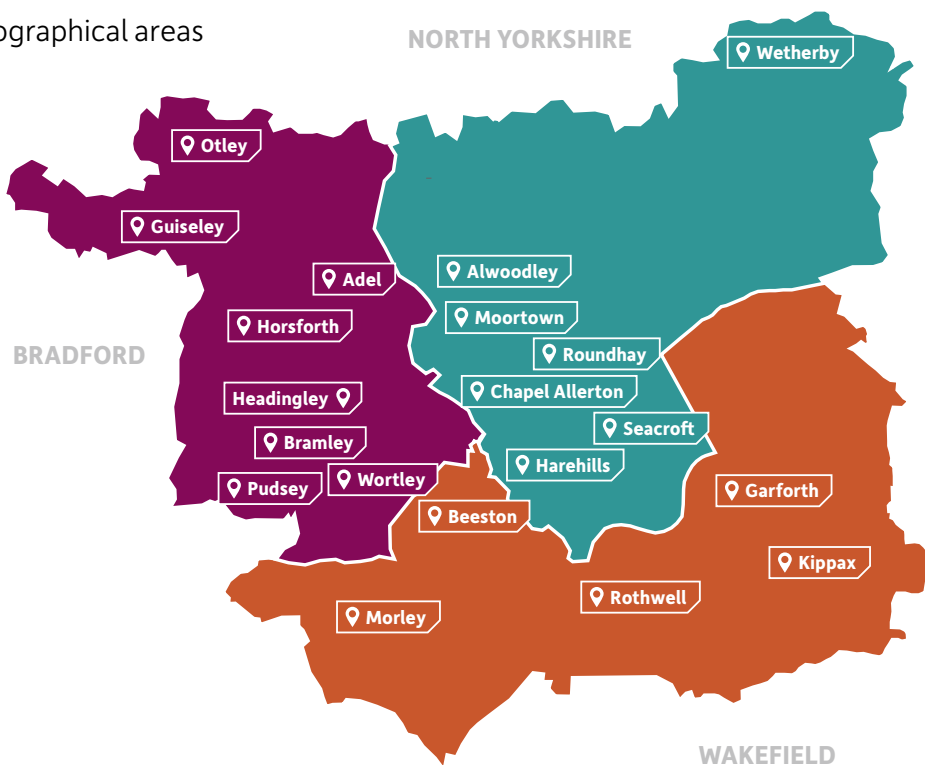 ographical areas
NORTH YORKSHIRE
Wetherby
Otley
Guiseley
Adel
Alwoodley
Horsforth
Moortown
BRADFORD
Roundhay
Headingley
Chapel Allerton
Bramley
Seacroft
Pudsey
Wortley
Harehills
Beeston
Garforth
Kippax
Morley
Rothwell
WAKEFIELD